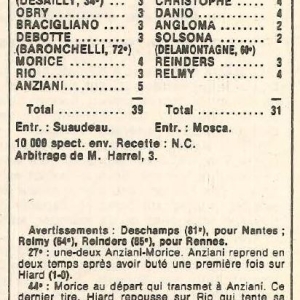 (DESAILLY, 34e) ..... 3 CHRISTOPHE .... 4
OBRY ............ 3 DANIO .......... 4
BRACIGLIANO .... 3 ANGLOMA ....... 2
DEBOTTE ........ 3 SOLSONA ....... 2
(BARONCHELLI, 72e) (DELAMONTAGNE, 60e)
MORICE .......... 4 REINDERS ...... 3
RIO .............. 3 RELMY .......... 4
ANZIANI.......... 5
Total ............ 39 Total .......... 31
Entr. : Suaudeau. Entr. : Mosca.
10 000 spect. env. Recette : N.C.
Arbitrage de M. Harrel, 3.
Avertissements : Deschamps (81e), pour Nantes ;
Relmy (54e), Reinders (85e), pour Rennes.
27e : une-deux Anziani-Morice. Anziani reprend en
deux temps après avoir buté une première fois sur
Hiard (1-0).
44e : Morice au départ qui transmet à Anziani. Ce
dernier tire, Hiard repousse sur Rio qui tente sa